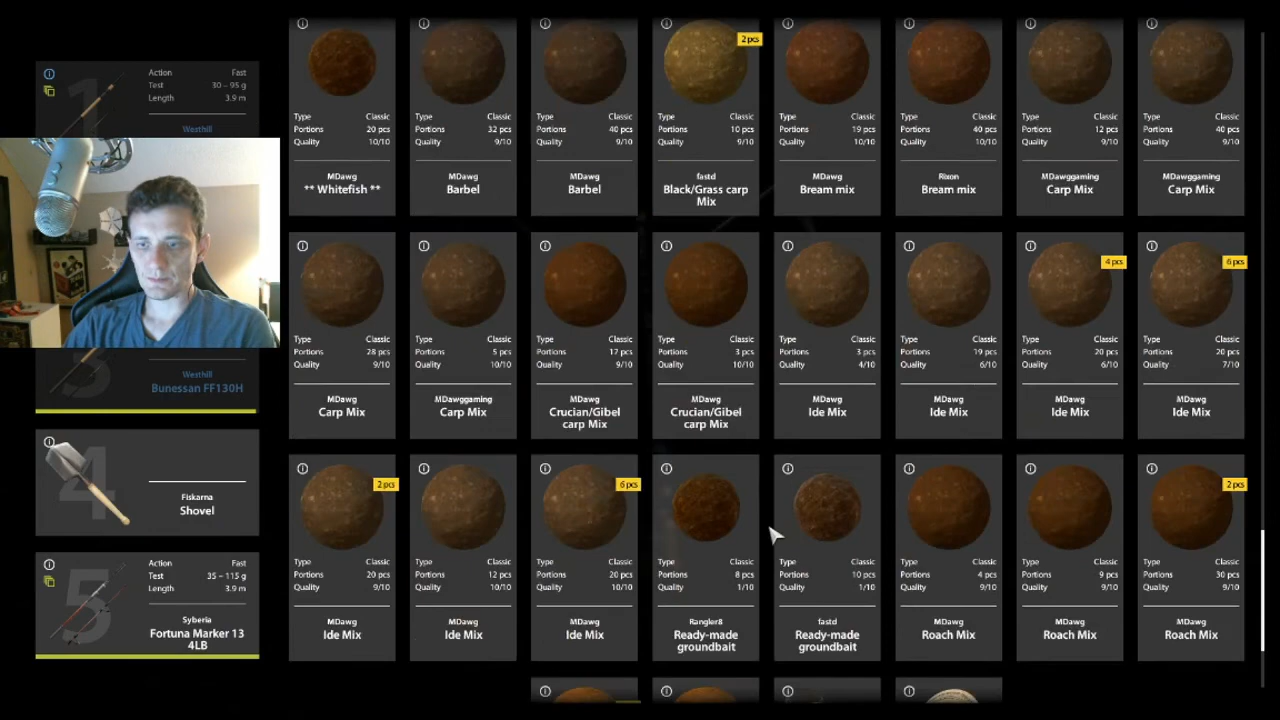 1
Action Fast
Test 30 – 95 g
Length 3.9 m
Westhill
3
Westhill
Bunessan FF130H
4
Fiskarna
Shovel
5
Action Fast
Test 35 – 115 g
Length 3.9 m
Syberia
Fortuna Marker 13
4LB
Type Classic
Portions 20 pcs
Quality 10/10
MDawg
** Whitefish **
Type Classic
Portions 32 pcs
Quality 9/10
MDawg
Barbel
Type Classic
Portions 40 pcs
Quality 9/10
MDawg
Barbel
2 pcs
Type Classic
Portions 10 pcs
Quality 9/10
fastd
Black/Grass carp
Mix
Type Classic
Portions 19 pcs
Quality 10/10
MDawg
Bream mix
Type Classic
Portions 40 pcs
Quality 10/10
Rixon
Bream mix
Type Classic
Portions 12 pcs
Quality 9/10
MDawggaming
Carp Mix
Type Classic
Portions 40 pcs
Quality 9/10
MDawggaming
Carp Mix
Type Classic
Portions 28 pcs
Quality 9/10
MDawg
Carp Mix
Type Classic
Portions 5 pcs
Quality 10/10
MDawggaming
Carp Mix
Type Classic
Portions 17 pcs
Quality 9/10
MDawg
Crucian/Gibel
carp Mix
Type Classic
Portions 3 pcs
Quality 10/10
MDawg
Crucian/Gibel
carp Mix
Type Classic
Portions 3 pcs
Quality 4/10
MDawg
Ide Mix
Type Classic
Portions 19 pcs
Quality 6/10
MDawg
Ide Mix
4 pcs
Type Classic
Portions 20 pcs
Quality 6/10
MDawg
Ide Mix
6 pcs
Type Classic
Portions 20 pcs
Quality 7/10
MDawg
Ide Mix
2 pcs
Type Classic
Portions 20 pcs
Quality 9/10
MDawg
Ide Mix
Type Classic
Portions 12 pcs
Quality 10/10
MDawg
Ide Mix
6 pcs
Type Classic
Portions 20 pcs
Quality 10/10
MDawg
Ide Mix
Type Classic
Portions 8 pcs
Quality 1/10
Rangler8
Ready-made
groundbait
Type Classic
Portions 10 pcs
Quality 1/10
fastd
Ready-made
groundbait
Type Classic
Portions 4 pcs
Quality 9/10
MDawg
Roach Mix
Type Classic
Portions 9 pcs
Quality 9/10
MDawg
Roach Mix
2 pcs
Type Classic
Portions 30 pcs
Quality 9/10
MDawg
Roach Mix